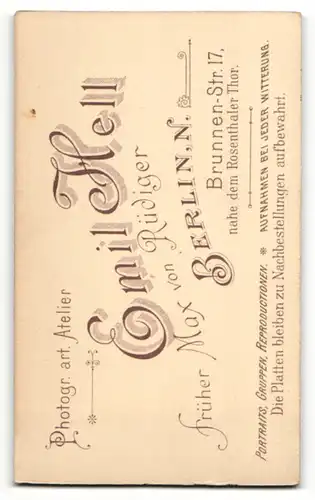 Photogr. art. Atelier
Emil Hell
früher Max von Rüdiger
BERLIN, N.
Brunnen-Str. 17,
nahe dem Rosenthaler Thor.
PORTRAITS, GRUPPEN, REPRODUCTIONEN. * AUFNAHMEN BEI JEDER WITTERUNG.
Die Platten bleiben zu Nachbestellungen aufbewahrt.